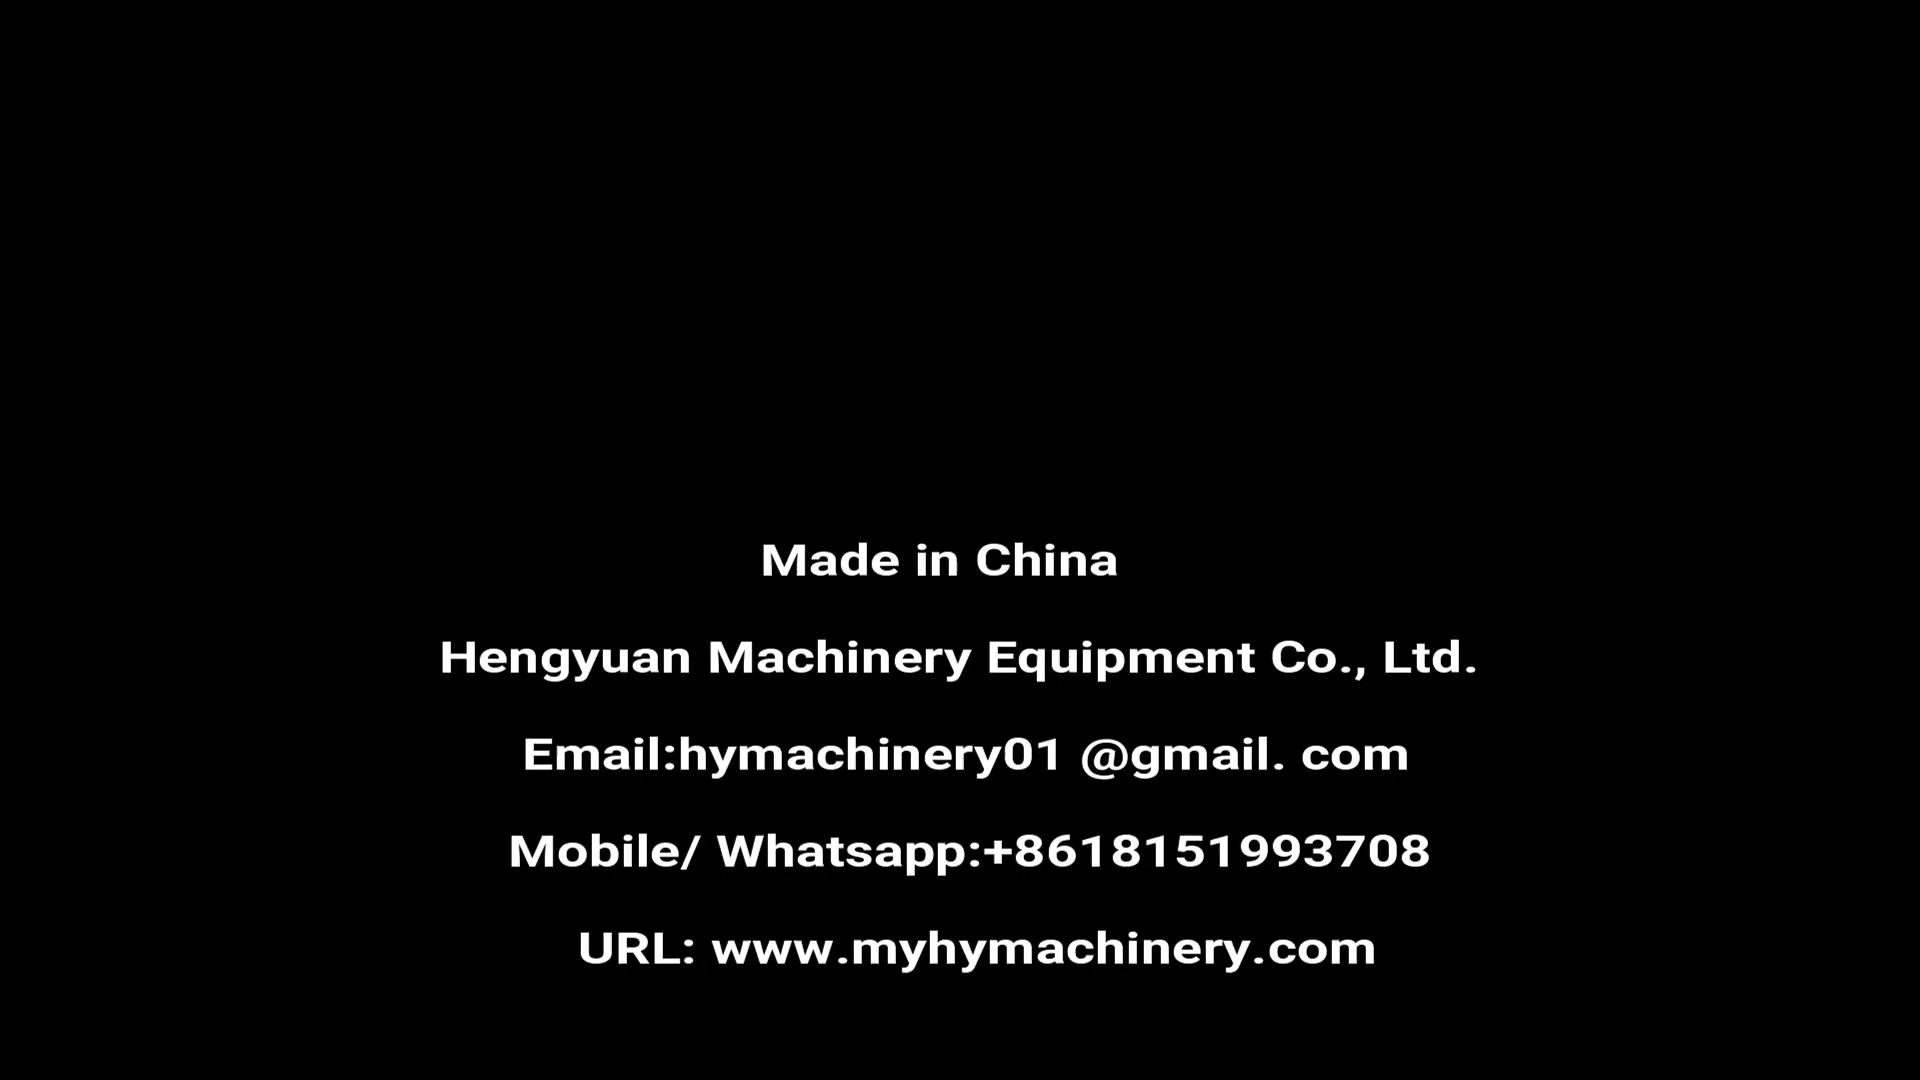 Made in China
Hengyuan Machinery Equipment Co., Ltd.
Email:hymachinery01 @gmail. com
Mobile/ Whatsapp:+8618151993708
URL: www.myhymachinery.com